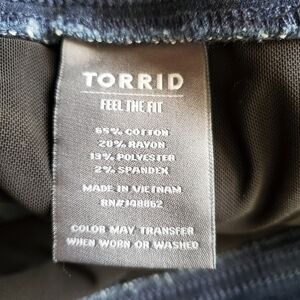 TORRID
FEEL THE FIT
65% COTTON
20% RAYON
13% POLYESTER
2% SPANDEX
MADE IN VIETNAM
RN#148862
COLOR MAY TRANSFER
WHEN WORN OR WASHED